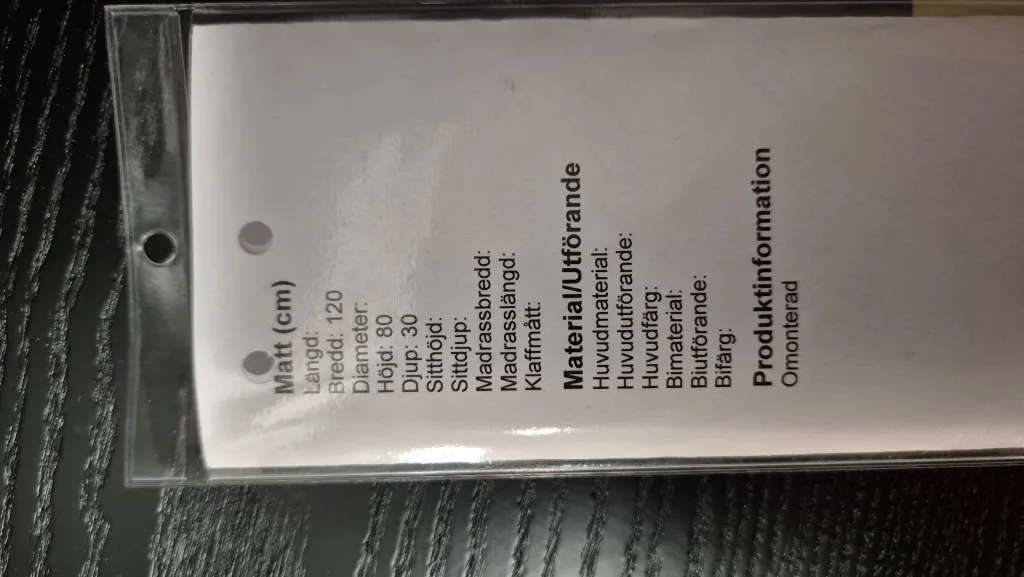 Mått (cm)
Längd:
Bredd: 120
Diameter:
Höjd: 80
Djup: 30
Sitthöjd:
Sittdjup:
Madrassbredd:
Madrasslängd:
Klaffmått:
Material/Utförande
Huvudmaterial:
Huvudutförande:
Huvudfärg:
Bimaterial:
Biutförande:
Bifärg:
Produktinformation
Omonterad